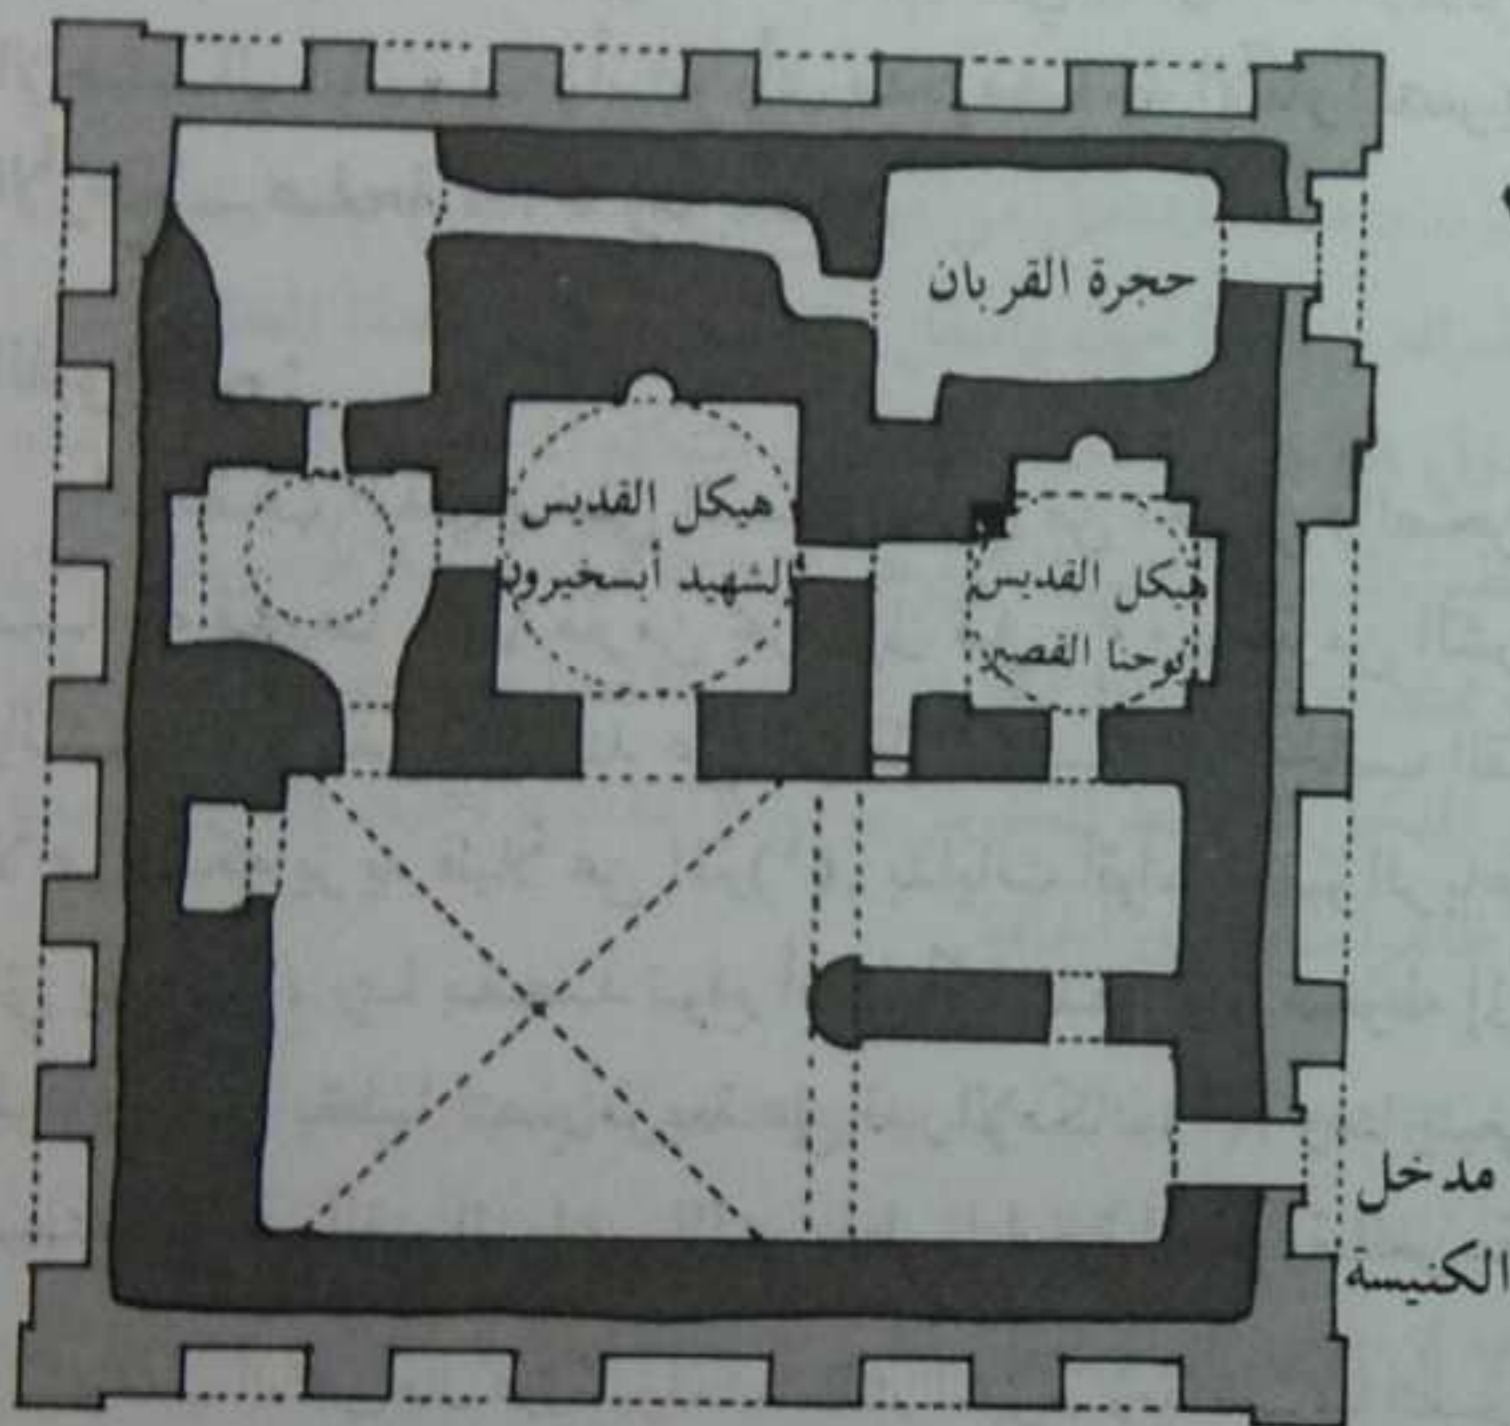 حجرة القربان
هيكل القديس
الشهيد أبسخيرون
هيكل القديس
يوحنا القصير
مدخل
الكنيسة